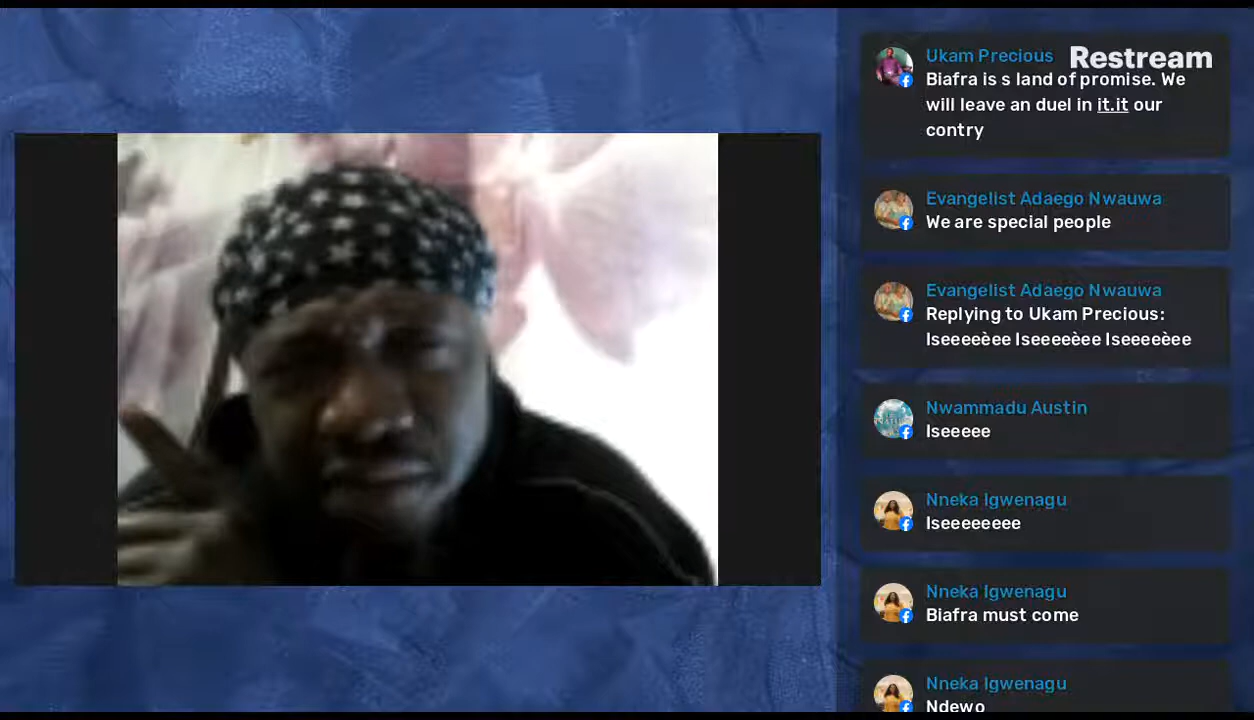 Restream
Ukam Precious
Biafra is s land of promise. We
will leave an duel in it.it our
contry
Evangelist Adaego Nwauwa
We are special people
Evangelist Adaego Nwauwa
Replying to Ukam Precious:
Iseeeeèee Iseeeeèee Iseeeeèee
Nwammadu Austin
Iseeeee
Nneka Igwenagu
Iseeeeeeee
Nneka Igwenagu
Biafra must come
Nneka Igwenagu
Ndewo